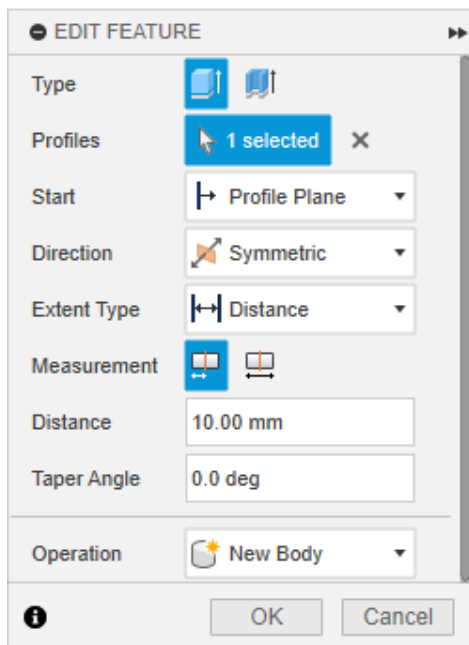 EDIT FEATURE
Type
Profiles 1 selected
Start Profile Plane
Direction Symmetric
Extent Type Distance
Measurement
Distance 10.00 mm
Taper Angle 0.0 deg
Operation New Body
OK Cancel